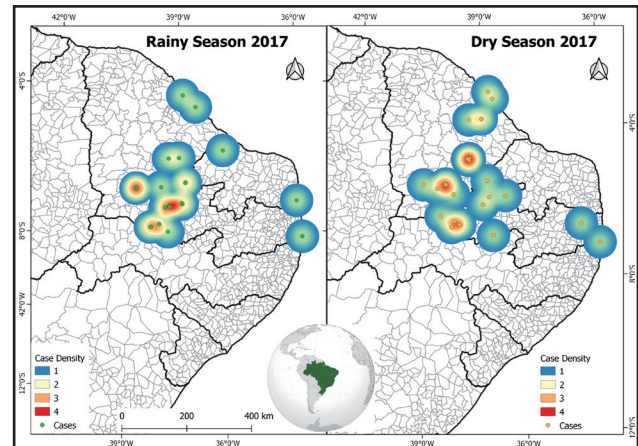 42°0'W 39°0'W 36°0'W 42°0'W 39°0'W 36°0'W
Rainy Season 2017
Dry Season 2017
4°0'S
4°0'S
8°0'S
8°0'S
42°0'W
12°0'S
12°0'S
Case Density
1
2
3
4
Cases
Case Density
1
2
3
4
Cases
0 200 400 km
39°0'W 36°0'W 39°0'W 36°0'W